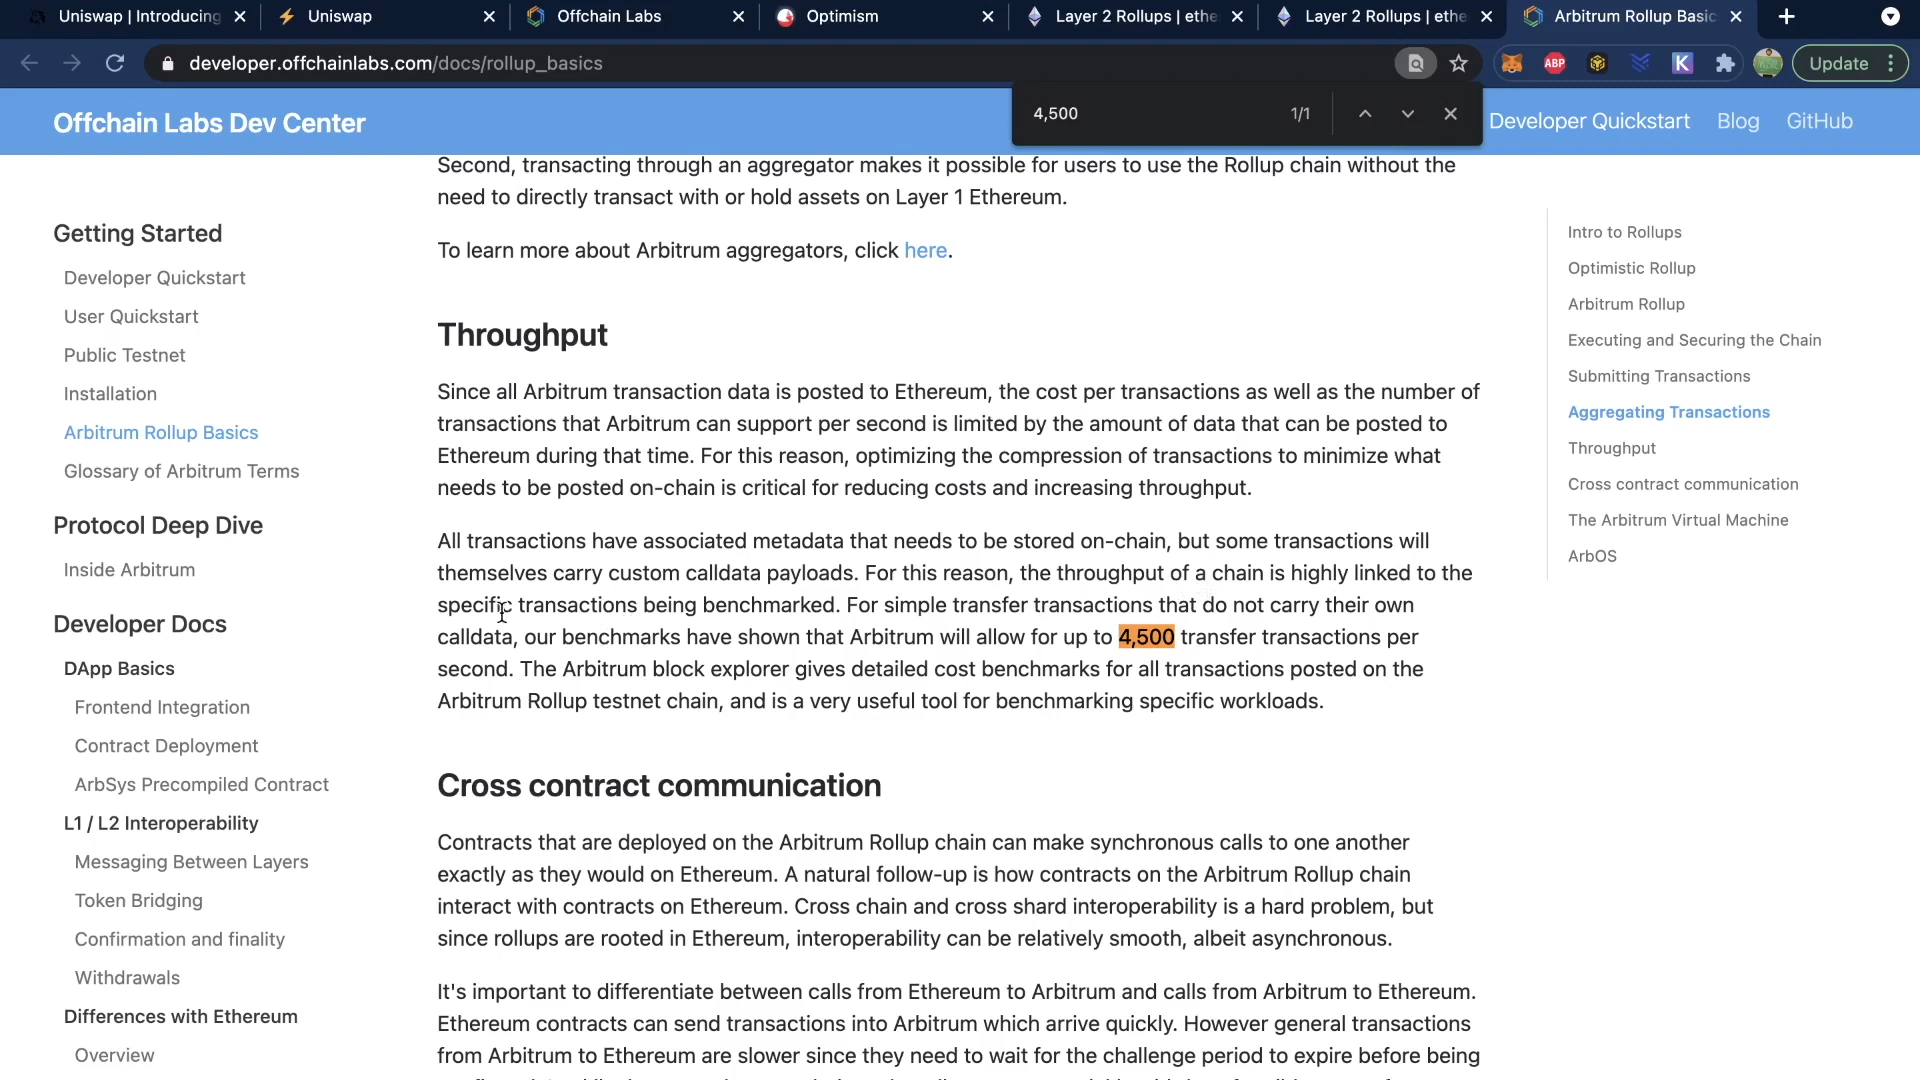 Uniswap | Introducing
Uniswap
Offchain Labs
Optimism
Layer 2 Rollups | ethe
Layer 2 Rollups | ethe
Arbitrum Rollup Basic
developer.offchainlabs.com/docs/rollup_basics
ABP
K
Update
4,500
1/1
Offchain Labs Dev Center
Developer Quickstart
Blog
GitHub
Getting Started
Developer Quickstart
User Quickstart
Public Testnet
Installation
Arbitrum Rollup Basics
Glossary of Arbitrum Terms
Protocol Deep Dive
Inside Arbitrum
Developer Docs
DApp Basics
Frontend Integration
Contract Deployment
ArbSys Precompiled Contract
L1 / L2 Interoperability
Messaging Between Layers
Token Bridging
Confirmation and finality
Withdrawals
Differences with Ethereum
Overview
Second, transacting through an aggregator makes it possible for users to use the Rollup chain without the
need to directly transact with or hold assets on Layer 1 Ethereum.
To learn more about Arbitrum aggregators, click here.
Throughput
Since all Arbitrum transaction data is posted to Ethereum, the cost per transactions as well as the number of
transactions that Arbitrum can support per second is limited by the amount of data that can be posted to
Ethereum during that time. For this reason, optimizing the compression of transactions to minimize what
needs to be posted on-chain is critical for reducing costs and increasing throughput.
All transactions have associated metadata that needs to be stored on-chain, but some transactions will
themselves carry custom calldata payloads. For this reason, the throughput of a chain is highly linked to the
specific transactions being benchmarked. For simple transfer transactions that do not carry their own
calldata, our benchmarks have shown that Arbitrum will allow for up to 4,500 transfer transactions per
second. The Arbitrum block explorer gives detailed cost benchmarks for all transactions posted on the
Arbitrum Rollup testnet chain, and is a very useful tool for benchmarking specific workloads.
Cross contract communication
Contracts that are deployed on the Arbitrum Rollup chain can make synchronous calls to one another
exactly as they would on Ethereum. A natural follow-up is how contracts on the Arbitrum Rollup chain
interact with contracts on Ethereum. Cross chain and cross shard interoperability is a hard problem, but
since rollups are rooted in Ethereum, interoperability can be relatively smooth, albeit asynchronous.
It's important to differentiate between calls from Ethereum to Arbitrum and calls from Arbitrum to Ethereum.
Ethereum contracts can send transactions into Arbitrum which arrive quickly. However general transactions
from Arbitrum to Ethereum are slower since they need to wait for the challenge period to expire before being
Intro to Rollups
Optimistic Rollup
Arbitrum Rollup
Executing and Securing the Chain
Submitting Transactions
Aggregating Transactions
Throughput
Cross contract communication
The Arbitrum Virtual Machine
ArbOS